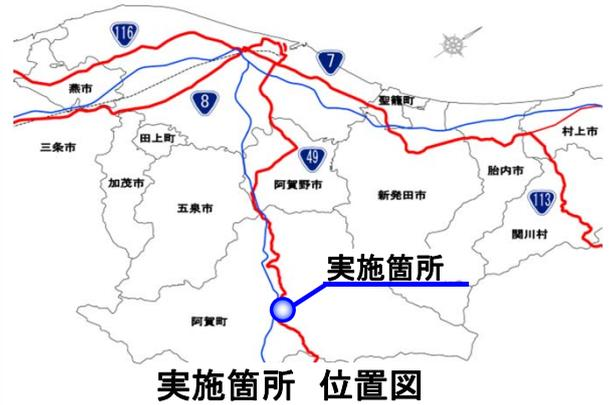 116
7
燕市
8
聖籠町
三条市
田上町
村上市
49
加茂市
阿賀野市
胎内市
五泉市
新発田市
113
関川村
実施箇所
阿賀町
実施箇所 位置図